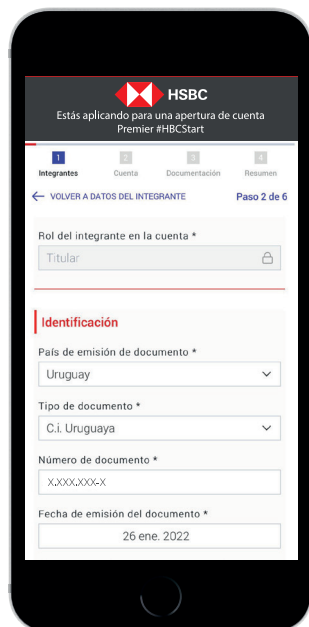 HSBC
Estás aplicando para una apertura de cuenta
Premier #HBCStart
1 2 3 4
Integrantes Cuenta Documentación Resumen
← VOLVER A DATOS DEL INTEGRANTE Paso 2 de 6
Rol del integrante en la cuenta *
Titular
Identificación
País de emisión de documento *
Uruguay
Tipo de documento *
C.i. Uruguaya
Número de documento *
X.XXX.XXX-X
Fecha de emisión del documento *
26 ene. 2022